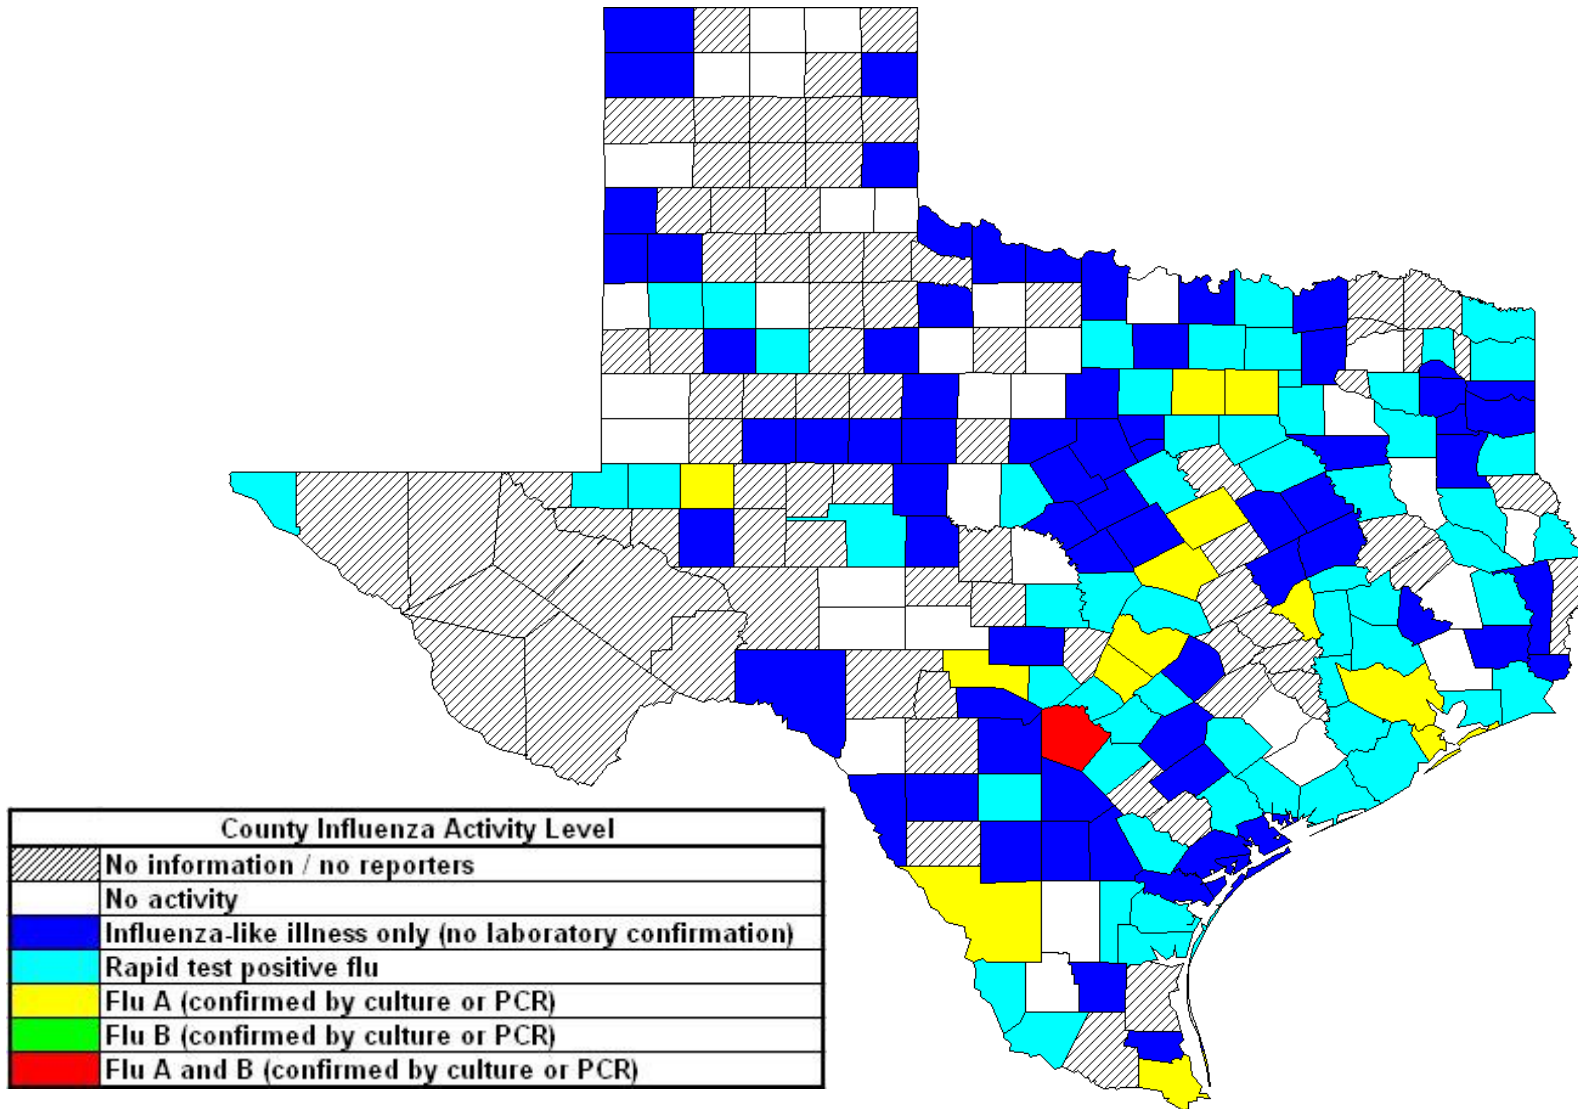 County Influenza Activity Level
No information / no reporters
No activity
Influenza-like illness only (no laboratory confirmation)
Rapid test positive flu
Flu A (confirmed by culture or PCR)
Flu B (confirmed by culture or PCR)
Flu A and B (confirmed by culture or PCR)